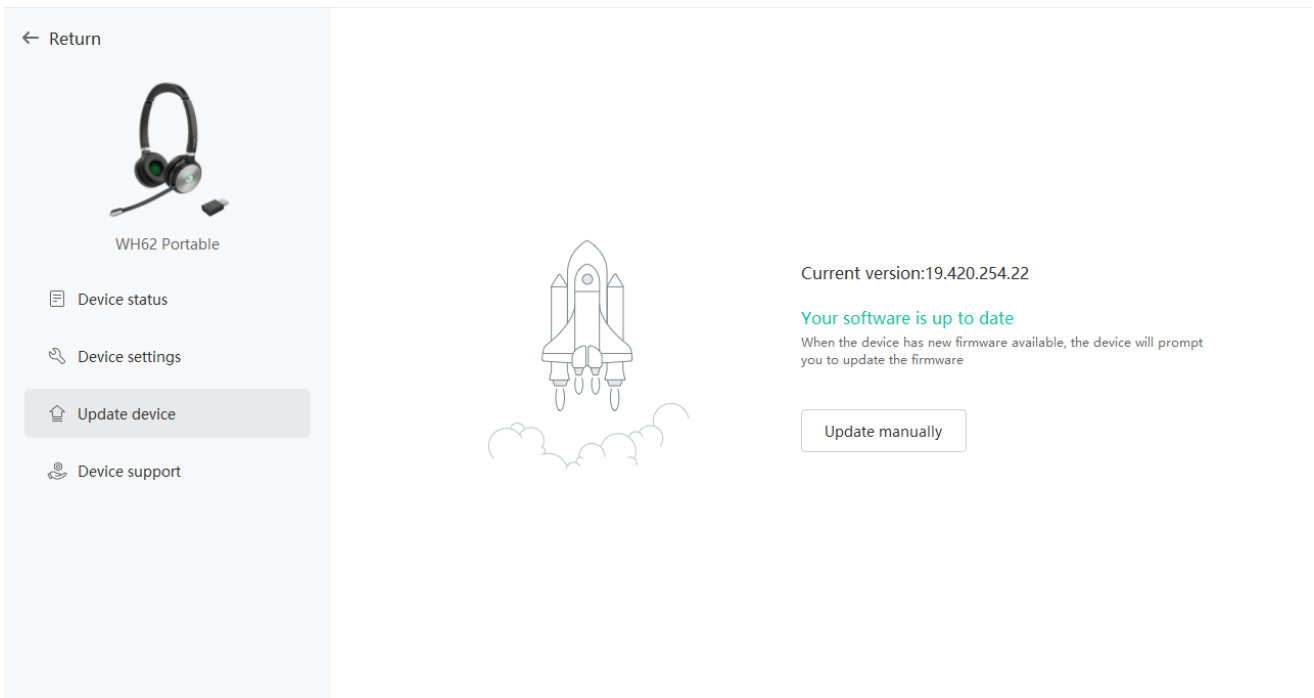 Return
WH62 Portable
Device status
Device settings
Update device
Device support
Current version:19.420.254.22
Your software is up to date
When the device has new firmware available, the device will prompt
you to update the firmware
Update manually